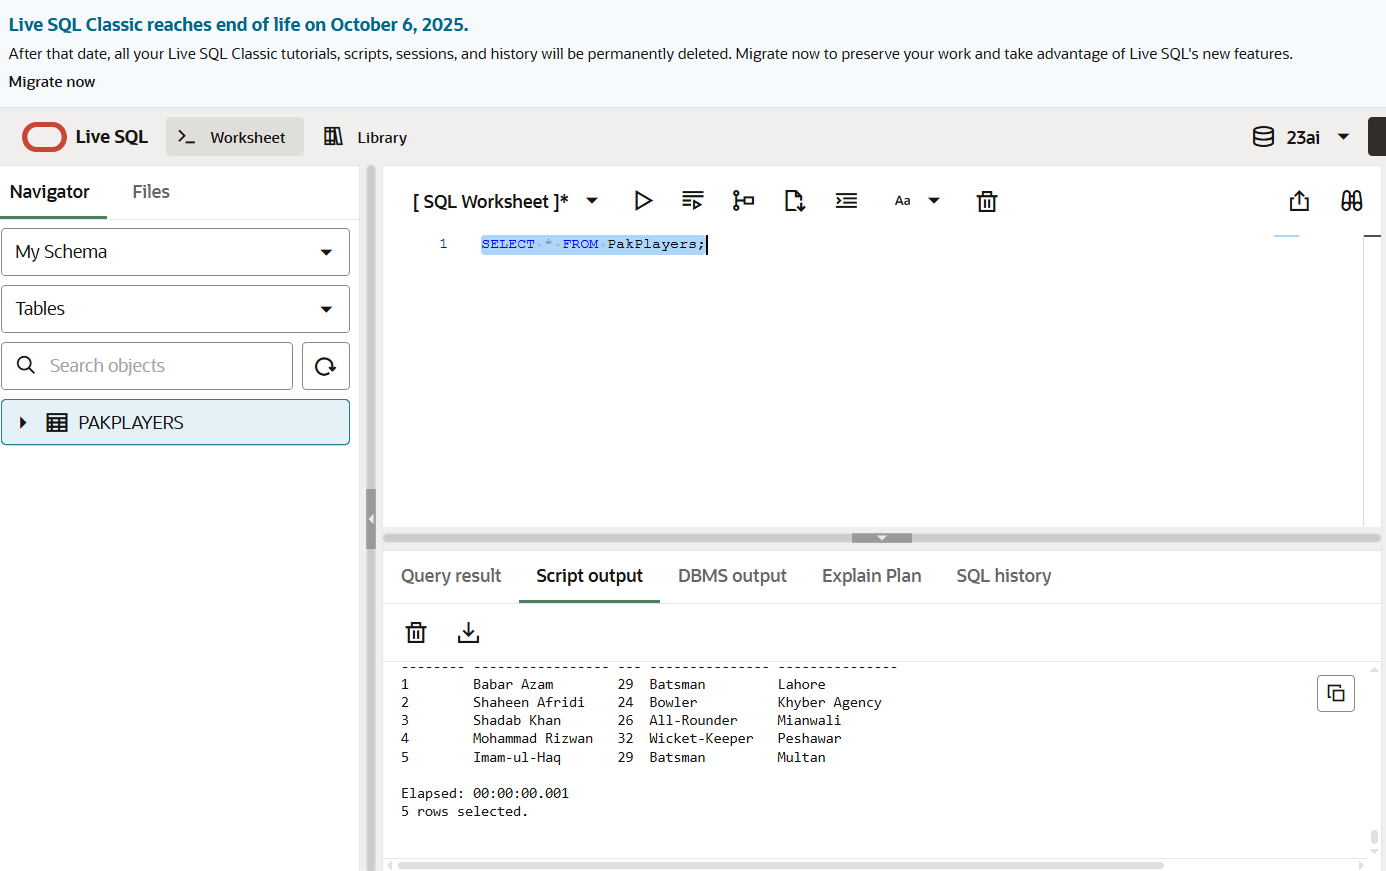 Live SQL Classic reaches end of life on October 6, 2025.
After that date, all your Live SQL Classic tutorials, scripts, sessions, and history will be permanently deleted. Migrate now to preserve your work and take advantage of Live SQL's new features.
Migrate now
Live SQL >_ Worksheet Library 23ai
Navigator Files
[ SQL Worksheet ]* Aa
My Schema
1 SELECT * FROM PakPlayers;
Tables
Search objects
PAKPLAYERS
Query result Script output DBMS output Explain Plan SQL history
-------- ----------------- --- --------------- ---------------
1 Babar Azam 29 Batsman Lahore
2 Shaheen Afridi 24 Bowler Khyber Agency
3 Shadab Khan 26 All-Rounder Mianwali
4 Mohammad Rizwan 32 Wicket-Keeper Peshawar
5 Imam-ul-Haq 29 Batsman Multan
Elapsed: 00:00:00.001
5 rows selected.